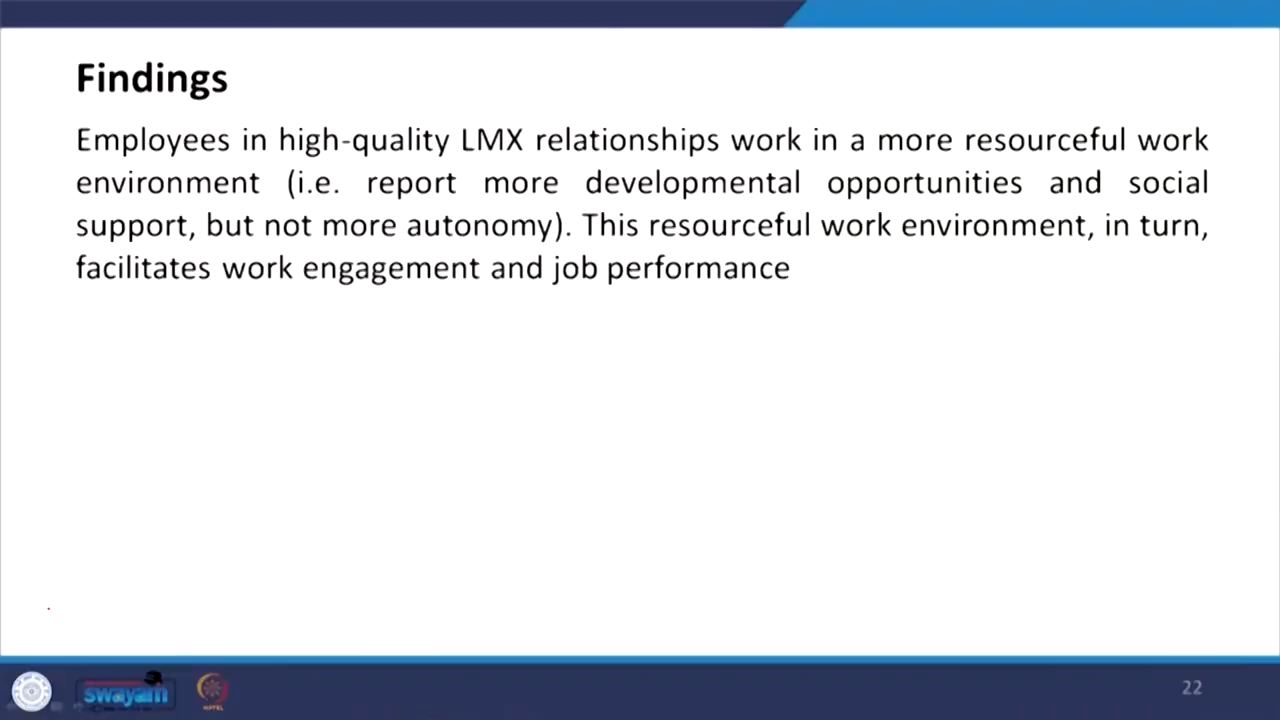 Findings
Employees in high-quality LMX relationships work in a more resourceful work
environment (i.e. report more developmental opportunities and social
support, but not more autonomy). This resourceful work environment, in turn,
facilitates work engagement and job performance
swayam
NPTEL
22